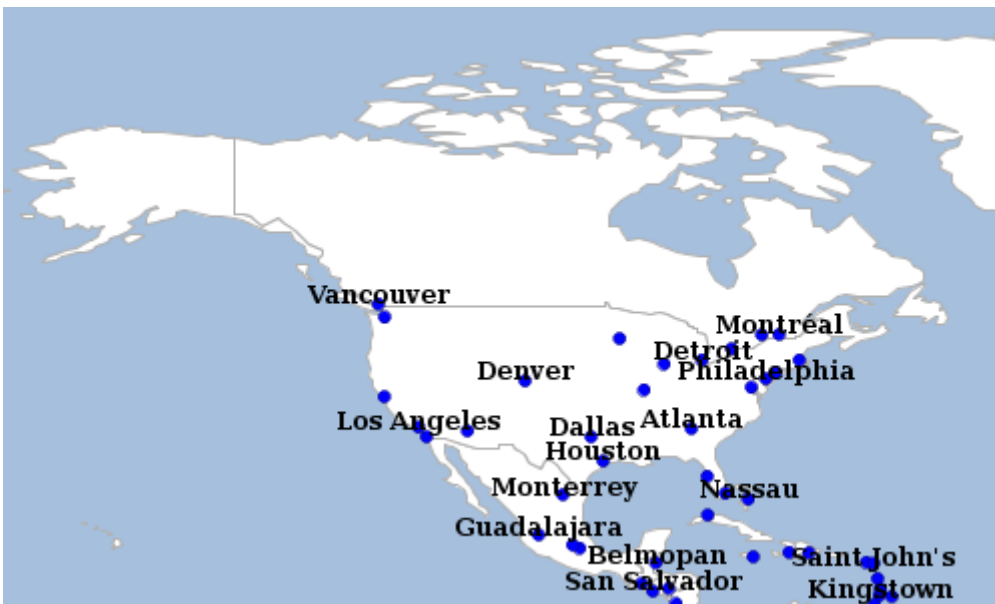 Vancouver
Montréal
Detroit
Denver
Philadelphia
Los Angeles
Atlanta
Dallas
Houston
Monterrey
Nassau
Guadalajara
Belmopan
Saint John's
San Salvador
Kingstown